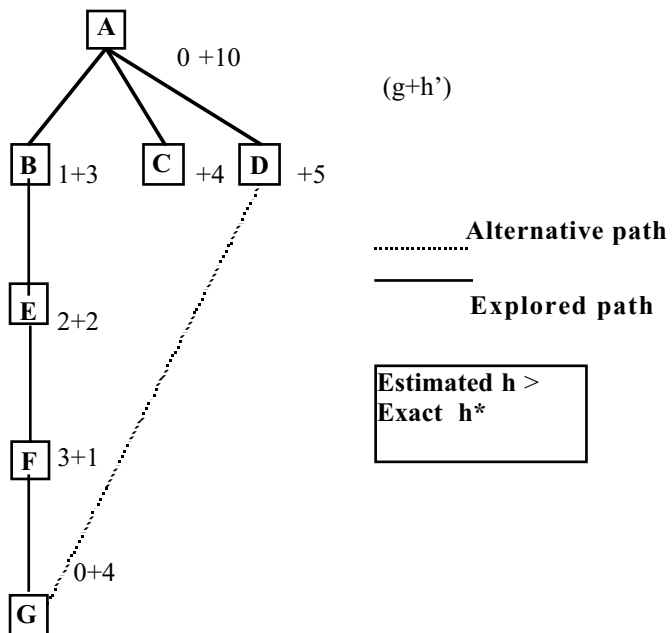 A
0 +10
(g+h’)
B
1+3
C
+4
D
+5
Alternative path
Explored path
E
2+2
Estimated h >
Exact h*
F
3+1
0+4
G